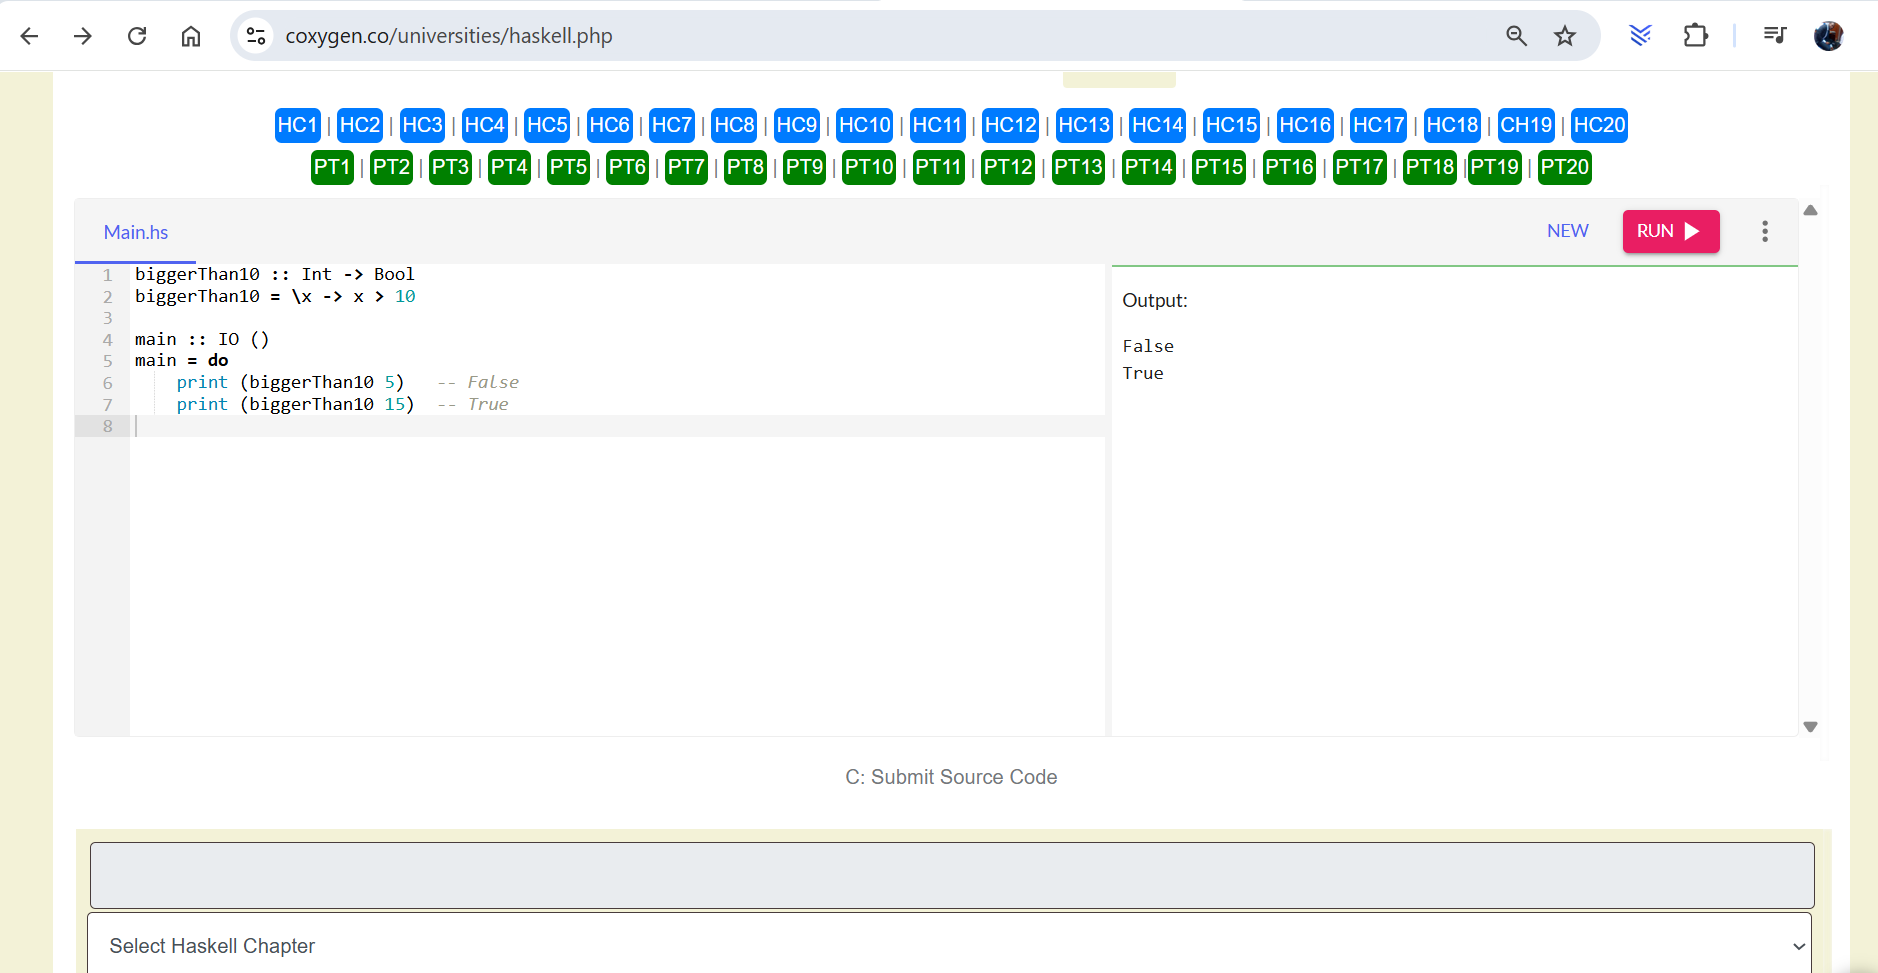 coxygen.co/universities/haskell.php
HC1 | HC2 | HC3 | HC4 | HC5 | HC6 | HC7 | HC8 | HC9 | HC10 | HC11 | HC12 | HC13 | HC14 | HC15 | HC16 | HC17 | HC18 | CH19 | HC20
PT1 | PT2 | PT3 | PT4 | PT5 | PT6 | PT7 | PT8 | PT9 | PT10 | PT11 | PT12 | PT13 | PT14 | PT15 | PT16 | PT17 | PT18 |PT19 | PT20
Main.hs
NEW
RUN
1 biggerThan10 :: Int -> Bool
2 biggerThan10 = \x -> x > 10
3
4 main :: IO ()
5 main = do
6     print (biggerThan10 5)   -- False
7     print (biggerThan10 15)  -- True
8
Output:
False
True
C: Submit Source Code
Select Haskell Chapter